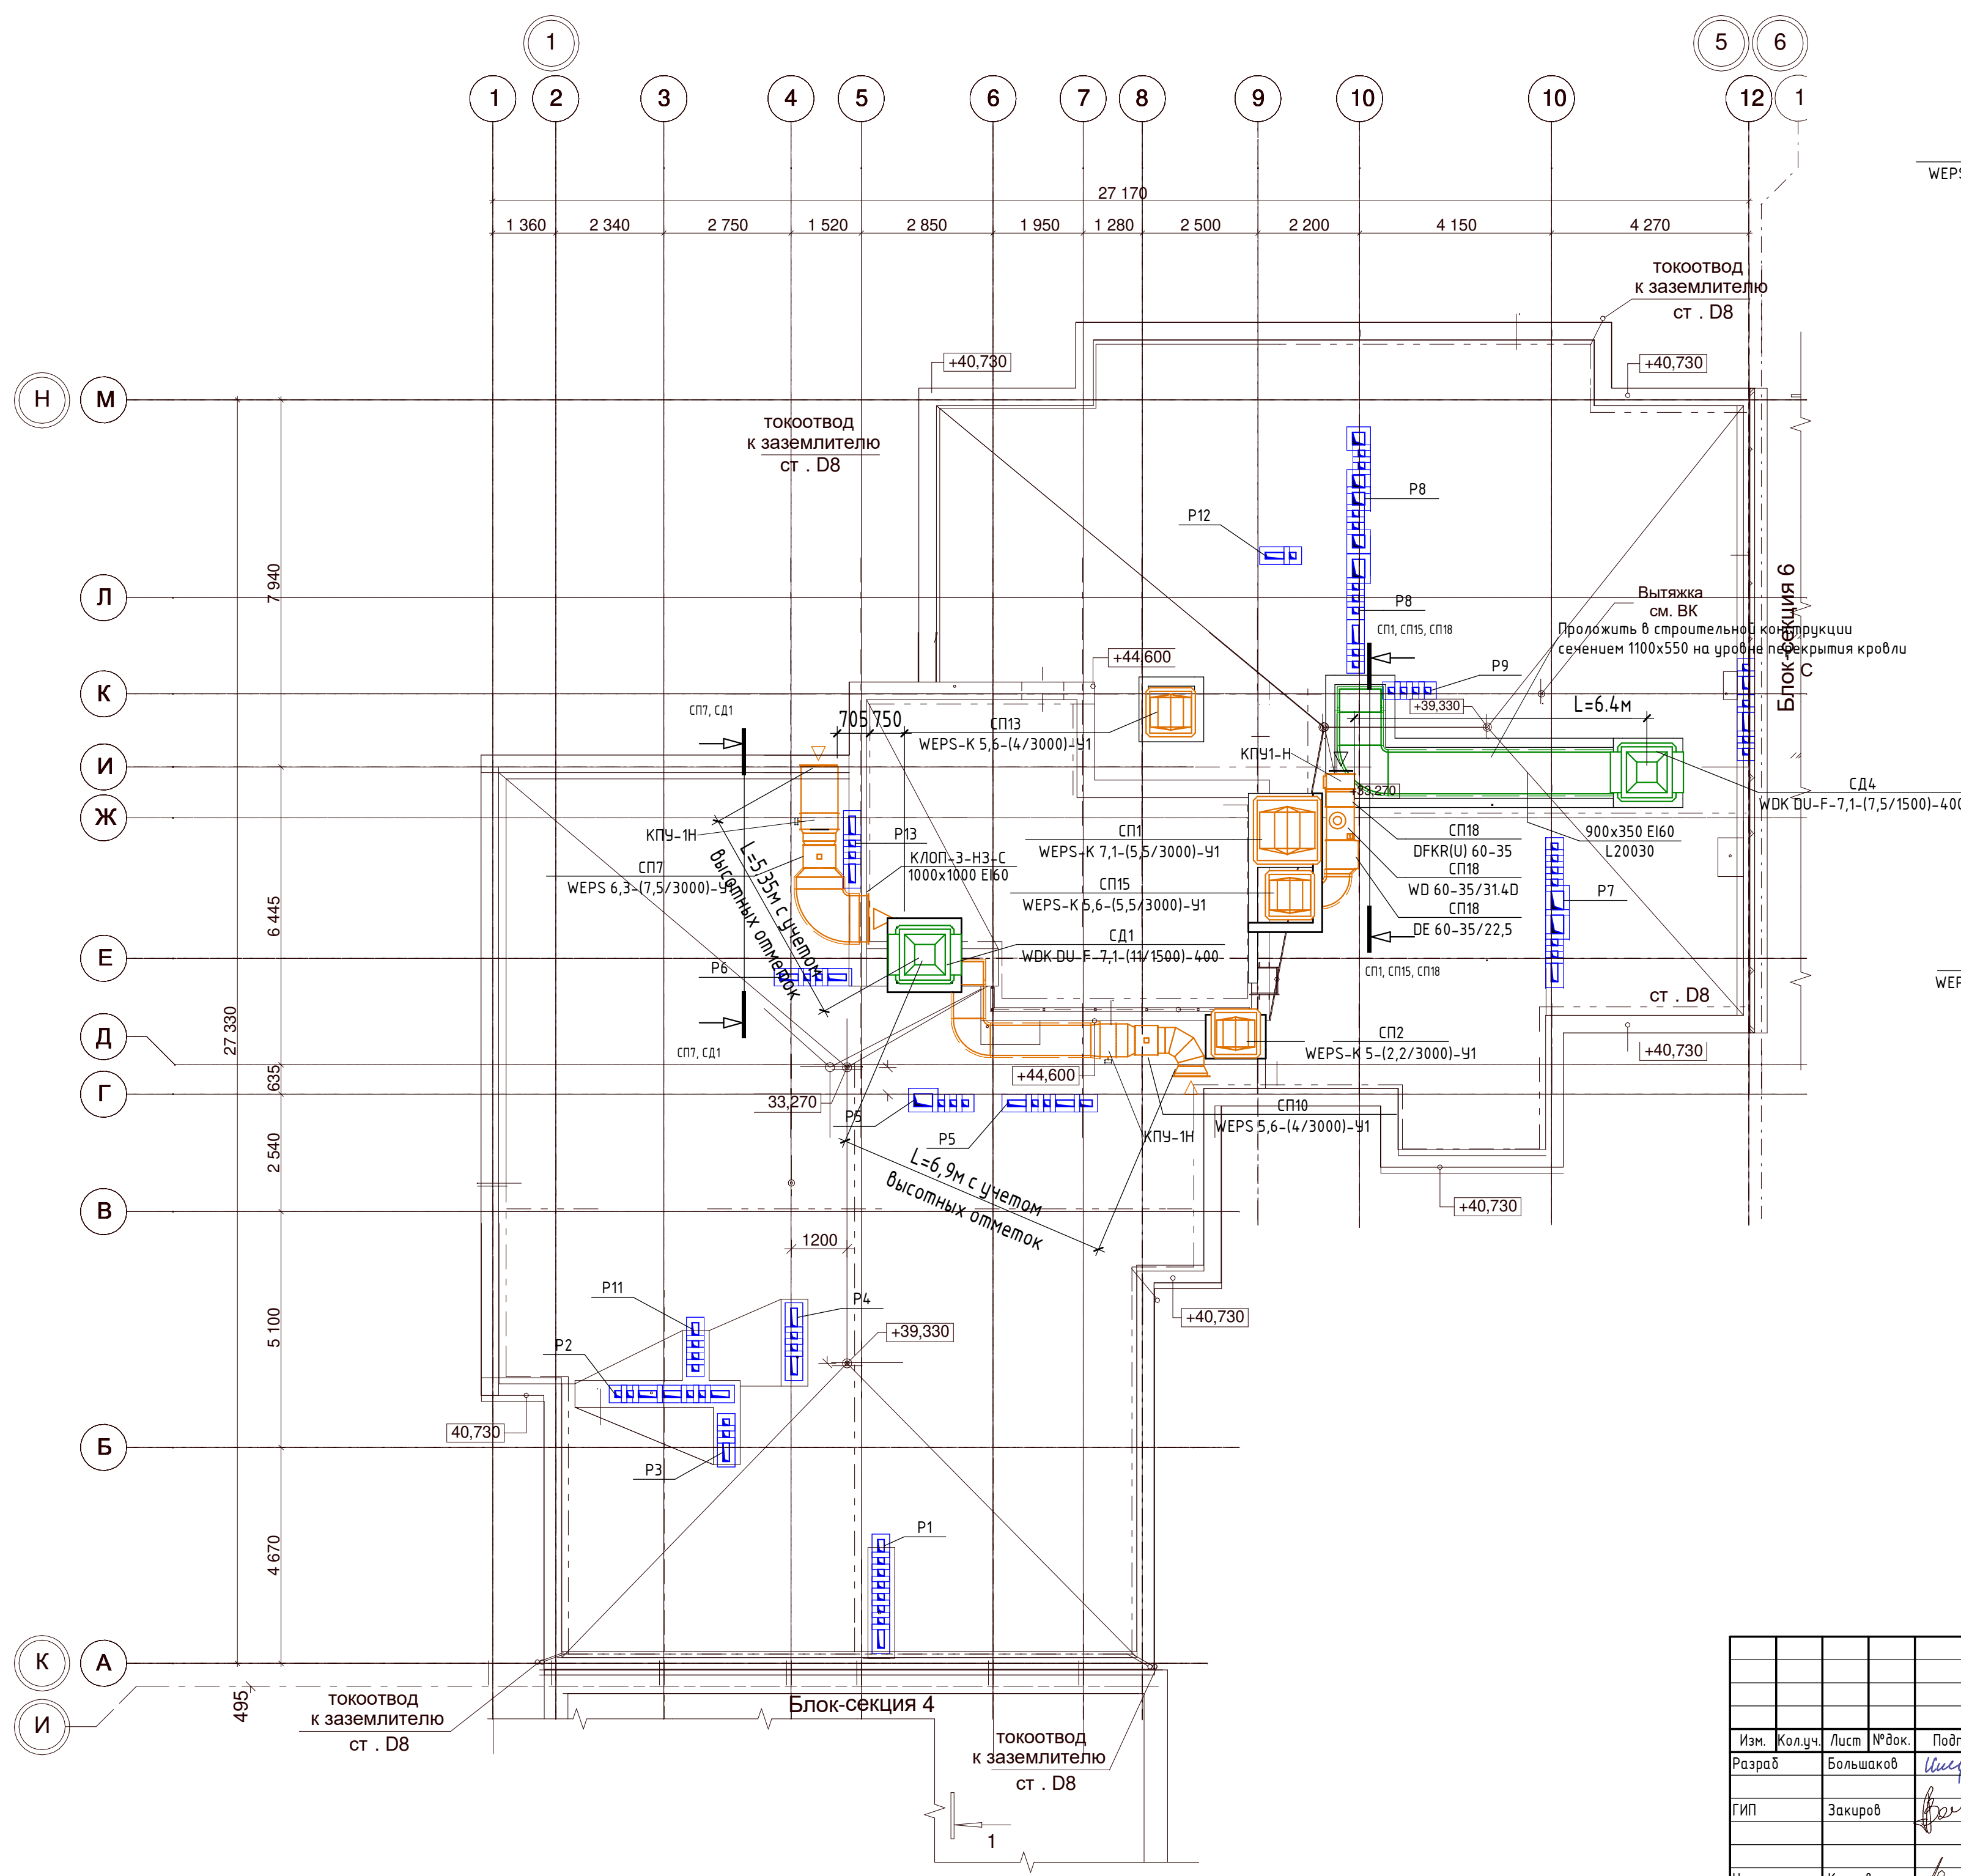 1
5
6
1
2
3
4
5
6
7
8
9
10
10
12
1
27 170
1 360
2 340
2 750
1 520
2 850
1 950
1 280
2 500
2 200
4 150
4 270
WEPS
токоотвод
к заземлителю
ст . D8
+40,730
+40,730
Н
М
токоотвод
к заземлителю
ст . D8
Р8
Р12
7 940
Л
Р8
СП1, СП15, СП18
Вытяжка
см. ВК
Проложить в строительной конструкции
сечением 1100x550 на уровне перекрытия кровли
Блок-секция 6
С
+44,600
Р9
К
+39,330
L=6.4м
СП7, СД1
705
750
СП13
WEPS-K 5,6-(4/3000)-У1
КПУ1-Н
И
+33,270
СД4
WDK DU-F-7,1-(7,5/1500)-400
Ж
КПУ-1Н
Р13
КЛОП-3-НЗ-С
1000x1000 EI60
СП7
WEPS 6,3-(7,5/3000)-У1
L=5,35м с учетом
высотных отметок
СП1
WEPS-K 7,1-(5,5/3000)-У1
СП15
WEPS-K 5,6-(5,5/3000)-У1
СП18
DFKR(U) 60-35
СП18
WD 60-35/31.4D
СП18
DE 60-35/22,5
900x350 EI60
L20030
Р7
6 445
СД1
WDK DU-F-7,1-(11/1500)-400
Е
Р6
СП1, СП15, СП18
ст . D8
WEPS
Д
27 330
СП7, СД1
СП2
WEPS-K 5-(2,2/3000)-У1
+40,730
+44,600
635
Г
33,270
Р5
Р5
КПУ-1Н
СП10
WEPS 5,6-(4/3000)-У1
2 540
L=6,9м с учетом
высотных отметок
+40,730
В
1200
Р11
Р4
+40,730
5 100
Р2
+39,330
40,730
Б
Р3
Р1
4 670
К
А
495
И
токоотвод
к заземлителю
ст . D8
Блок-секция 4
токоотвод
к заземлителю
ст . D8
1
Изм.
Кол.уч.
Лист
№док.
Разраб
Большаков
ГИП
Закиров